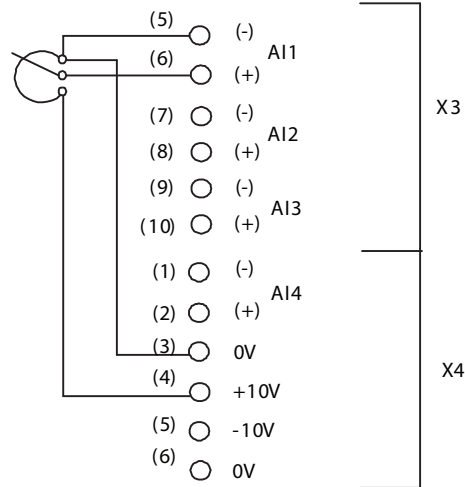 (5) (-)
AI1
(6) (+)
X3
(7) (-)
AI2
(8) (+)
(9) (-)
AI3
(10) (+)
(1) (-)
AI4
(2) (+)
(3) 0V
X4
(4) +10V
(5) -10V
(6) 0V